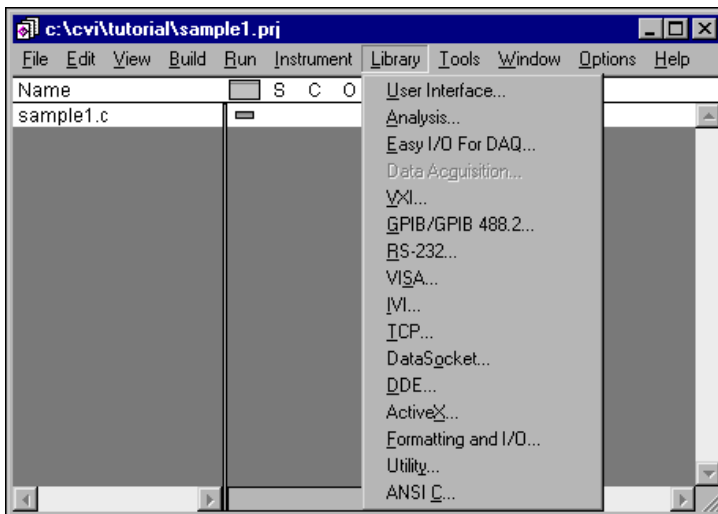 c:\cvi\tutorial\sample1.prj
File Edit View Build Run Instrument Library Tools Window Options Help
Name S C O
sample1.c
User Interface...
Analysis...
Easy I/O For DAQ...
Data Acquisition...
VXI...
GPIB/GPIB 488.2...
RS-232...
VISA...
IVI...
TCP...
DataSocket...
DDE...
ActiveX...
Formatting and I/O...
Utility...
ANSI C...